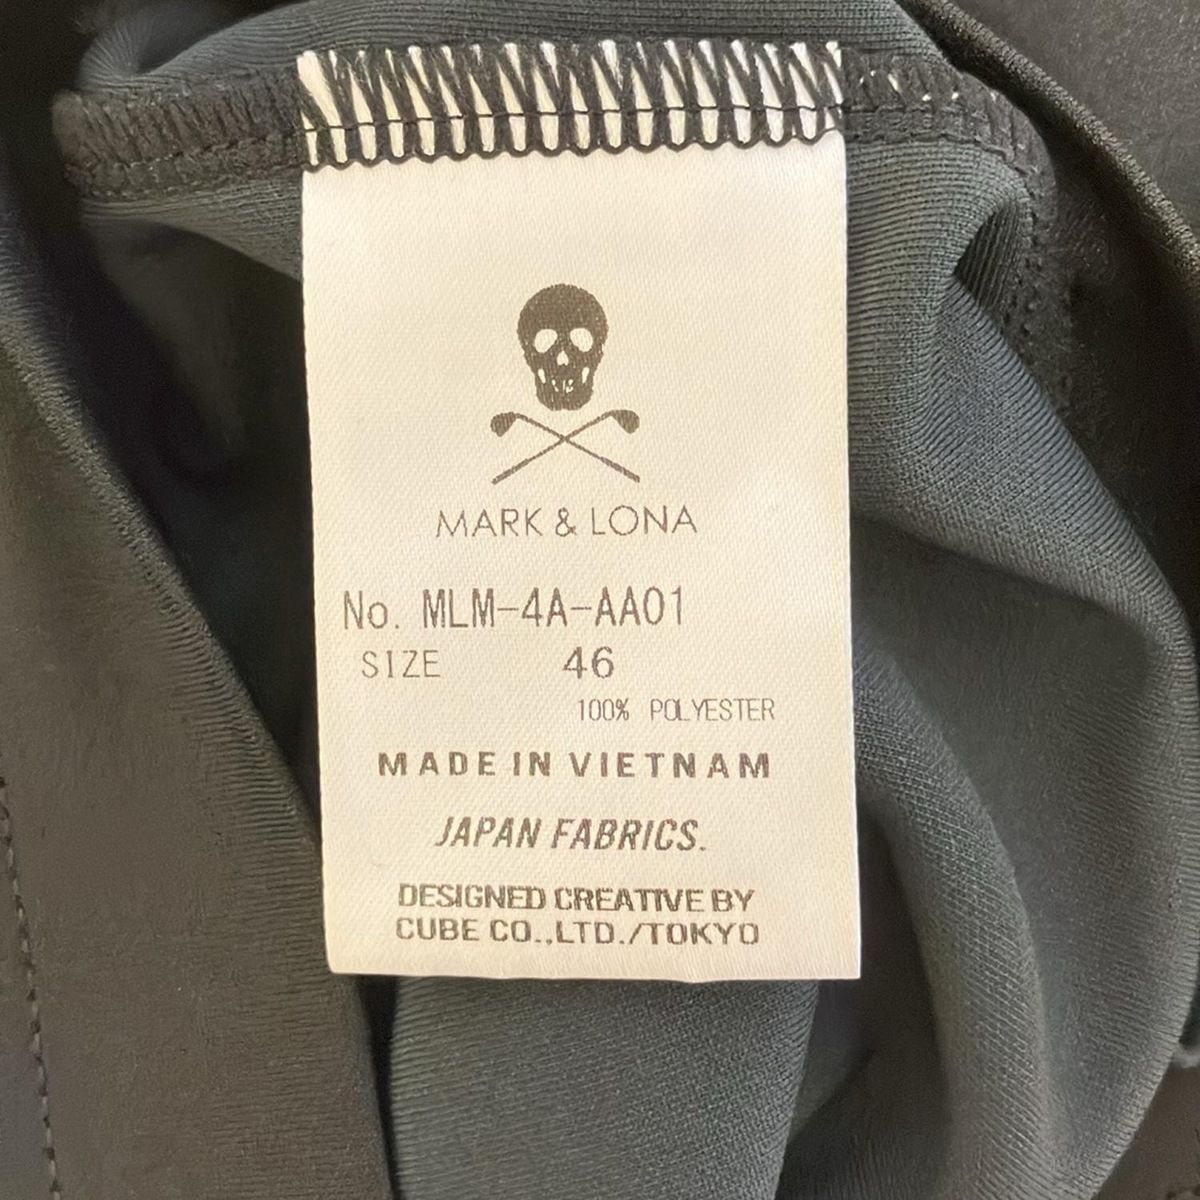 MARK & LONA
No. MLM-4A-AA01
SIZE 46
100% POLYESTER
MADE IN VIETNAM
JAPAN FABRICS.
DESIGNED CREATIVE BY
CUBE CO.,LTD./TOKYO